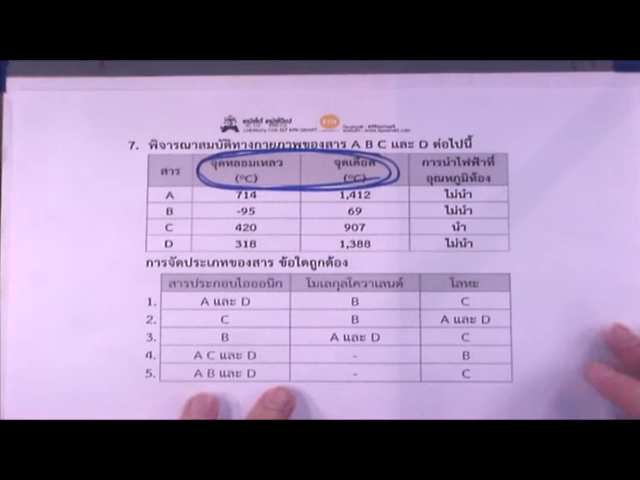 7. พิจารณาสมบัติทางกายภาพของสาร A B C และ D ต่อไปนี้
สาร จุดหลอมเหลว (°C) จุดเดือด (°C) การนำไฟฟ้าที่อุณหภูมิห้อง
A 714 1,412 ไม่นำ
B -95 69 ไม่นำ
C 420 907 นำ
D 318 1,388 ไม่นำ
การจัดประเภทของสาร ข้อใดถูกต้อง
สารประกอบไอออนิก โมเลกุลโควาเลนต์ โลหะ
1. A และ D B C
2. C B A และ D
3. B A และ D C
4. A C และ D - B
5. A B และ D - C